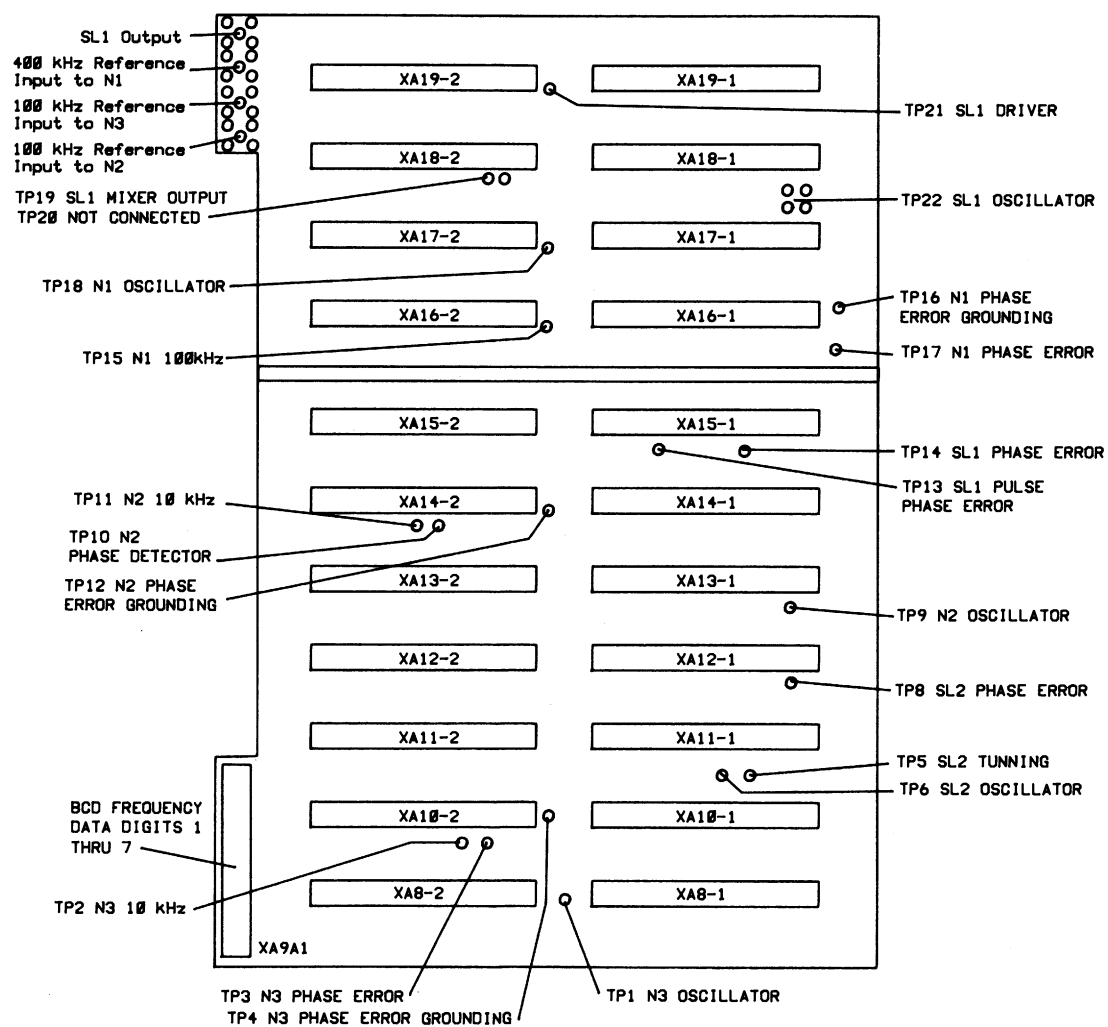 SL1 Output
400 kHz Reference
Input to N1
100 kHz Reference
Input to N3
100 kHz Reference
Input to N2
TP19 SL1 MIXER OUTPUT
TP20 NOT CONNECTED
TP18 N1 OSCILLATOR
TP15 N1 100kHz
XA19-2
XA19-1
TP21 SL1 DRIVER
XA18-2
XA18-1
TP22 SL1 OSCILLATOR
XA17-2
XA17-1
XA16-2
XA16-1
TP16 N1 PHASE
ERROR GROUNDING
TP17 N1 PHASE ERROR
XA15-2
XA15-1
TP14 SL1 PHASE ERROR
TP13 SL1 PULSE
PHASE ERROR
TP11 N2 10 kHz
TP10 N2
PHASE DETECTOR
TP12 N2 PHASE
ERROR GROUNDING
XA14-2
XA14-1
XA13-2
XA13-1
TP9 N2 OSCILLATOR
XA12-2
XA12-1
TP8 SL2 PHASE ERROR
XA11-2
XA11-1
TP5 SL2 TUNNING
TP6 SL2 OSCILLATOR
BCD FREQUENCY
DATA DIGITS 1
THRU 7
XA10-2
XA10-1
TP2 N3 10 kHz
XA8-2
XA8-1
XA9A1
TP3 N3 PHASE ERROR
TP4 N3 PHASE ERROR GROUNDING
TP1 N3 OSCILLATOR